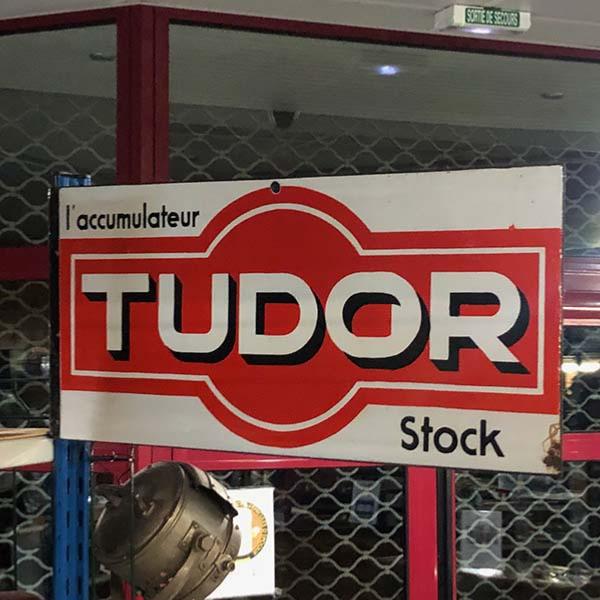 SORTIE DE SECOURS
l'accumulateur
TUDOR
Stock